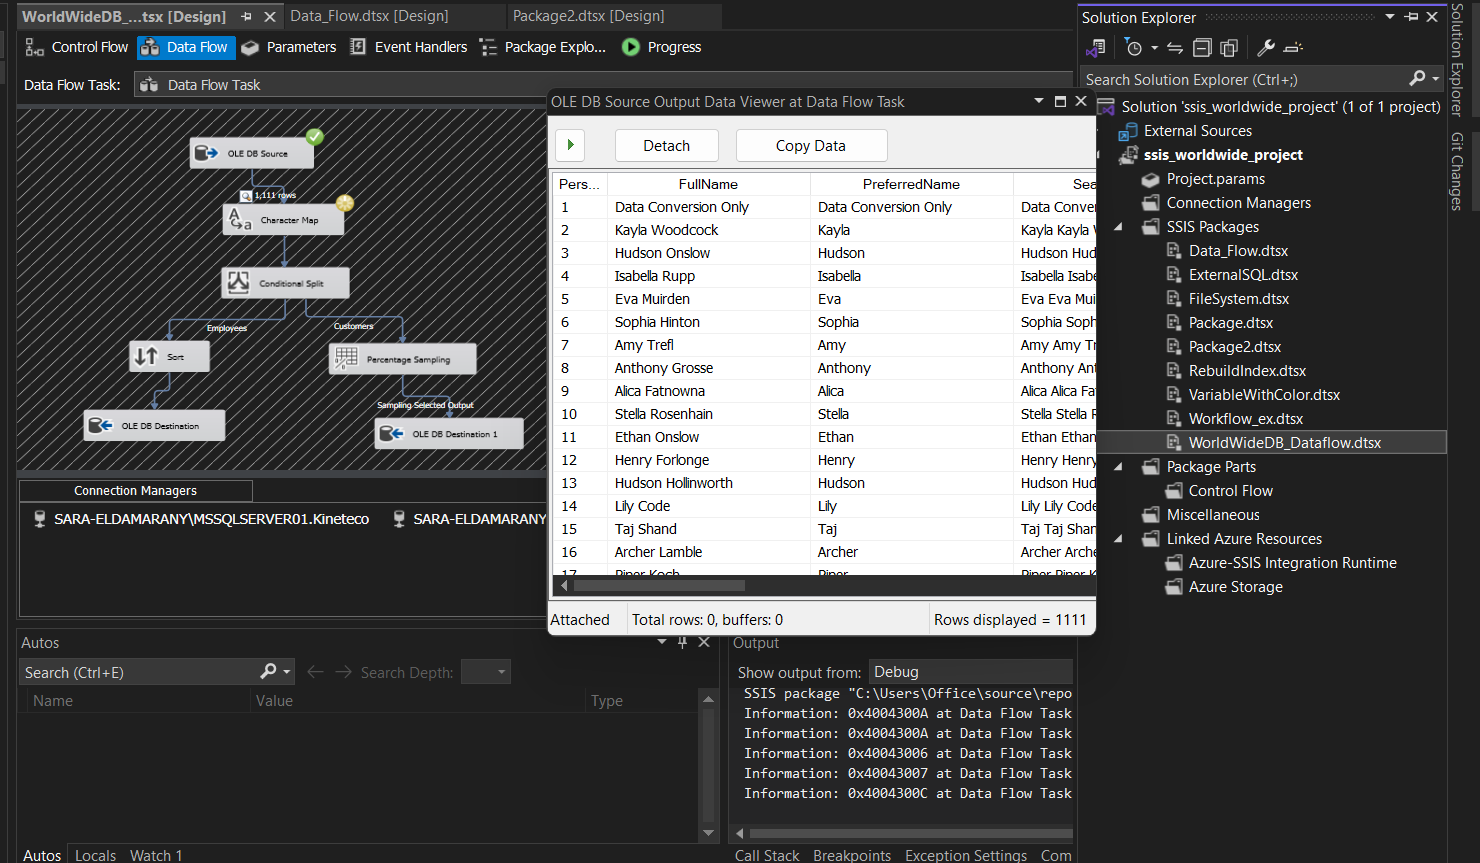 WorldWideDB_...tsx [Design]
Data_Flow.dtsx [Design]
Package2.dtsx [Design]
Control Flow
Data Flow
Parameters
Event Handlers
Package Explo...
Progress
Data Flow Task:
Data Flow Task
OLE DB Source
1,111 rows
Character Map
Conditional Split
Employees
Customers
Sort
Percentage Sampling
Sampling Selected Output
OLE DB Destination
OLE DB Destination 1
Connection Managers
SARA-ELDAMARANY\MSSQLSERVER01.Kineteco
SARA-ELDAMARANY
OLE DB Source Output Data Viewer at Data Flow Task
Detach
Copy Data
Pers... FullName PreferredName Sea
1 Data Conversion Only Data Conversion Only Data Conver
2 Kayla Woodcock Kayla Kayla Kayla W
3 Hudson Onslow Hudson Hudson Hud
4 Isabella Rupp Isabella Isabella Isabe
5 Eva Muirden Eva Eva Eva Mui
6 Sophia Hinton Sophia Sophia Soph
7 Amy Trefl Amy Amy Amy Tr
8 Anthony Grosse Anthony Anthony Ant
9 Alica Fatnowna Alica Alica Alica Fat
10 Stella Rosenhain Stella Stella Stella R
11 Ethan Onslow Ethan Ethan Ethan
12 Henry Forlonge Henry Henry Henry
13 Hudson Hollinworth Hudson Hudson Hud
14 Lily Code Lily Lily Lily Code
15 Taj Shand Taj Taj Taj Shan
16 Archer Lamble Archer Archer Arche
17 Piper Koch Piper Piper Piper K
Attached
Total rows: 0, buffers: 0
Rows displayed = 1111
Autos
Search (Ctrl+E)
Search Depth:
Name Value Type
Autos Locals Watch 1
Output
Show output from: Debug
SSIS package "C:\Users\Office\source\repo
Information: 0x4004300A at Data Flow Task
Information: 0x4004300A at Data Flow Task
Information: 0x40043006 at Data Flow Task
Information: 0x40043007 at Data Flow Task
Information: 0x4004300C at Data Flow Task
Call Stack Breakpoints Exception Settings Com
Solution Explorer
Search Solution Explorer (Ctrl+;)
Solution 'ssis_worldwide_project' (1 of 1 project)
External Sources
ssis_worldwide_project
Project.params
Connection Managers
SSIS Packages
Data_Flow.dtsx
ExternalSQL.dtsx
FileSystem.dtsx
Package.dtsx
Package2.dtsx
RebuildIndex.dtsx
VariableWithColor.dtsx
Workflow_ex.dtsx
WorldWideDB_Dataflow.dtsx
Package Parts
Control Flow
Miscellaneous
Linked Azure Resources
Azure-SSIS Integration Runtime
Azure Storage
Solution Explorer
Git Changes